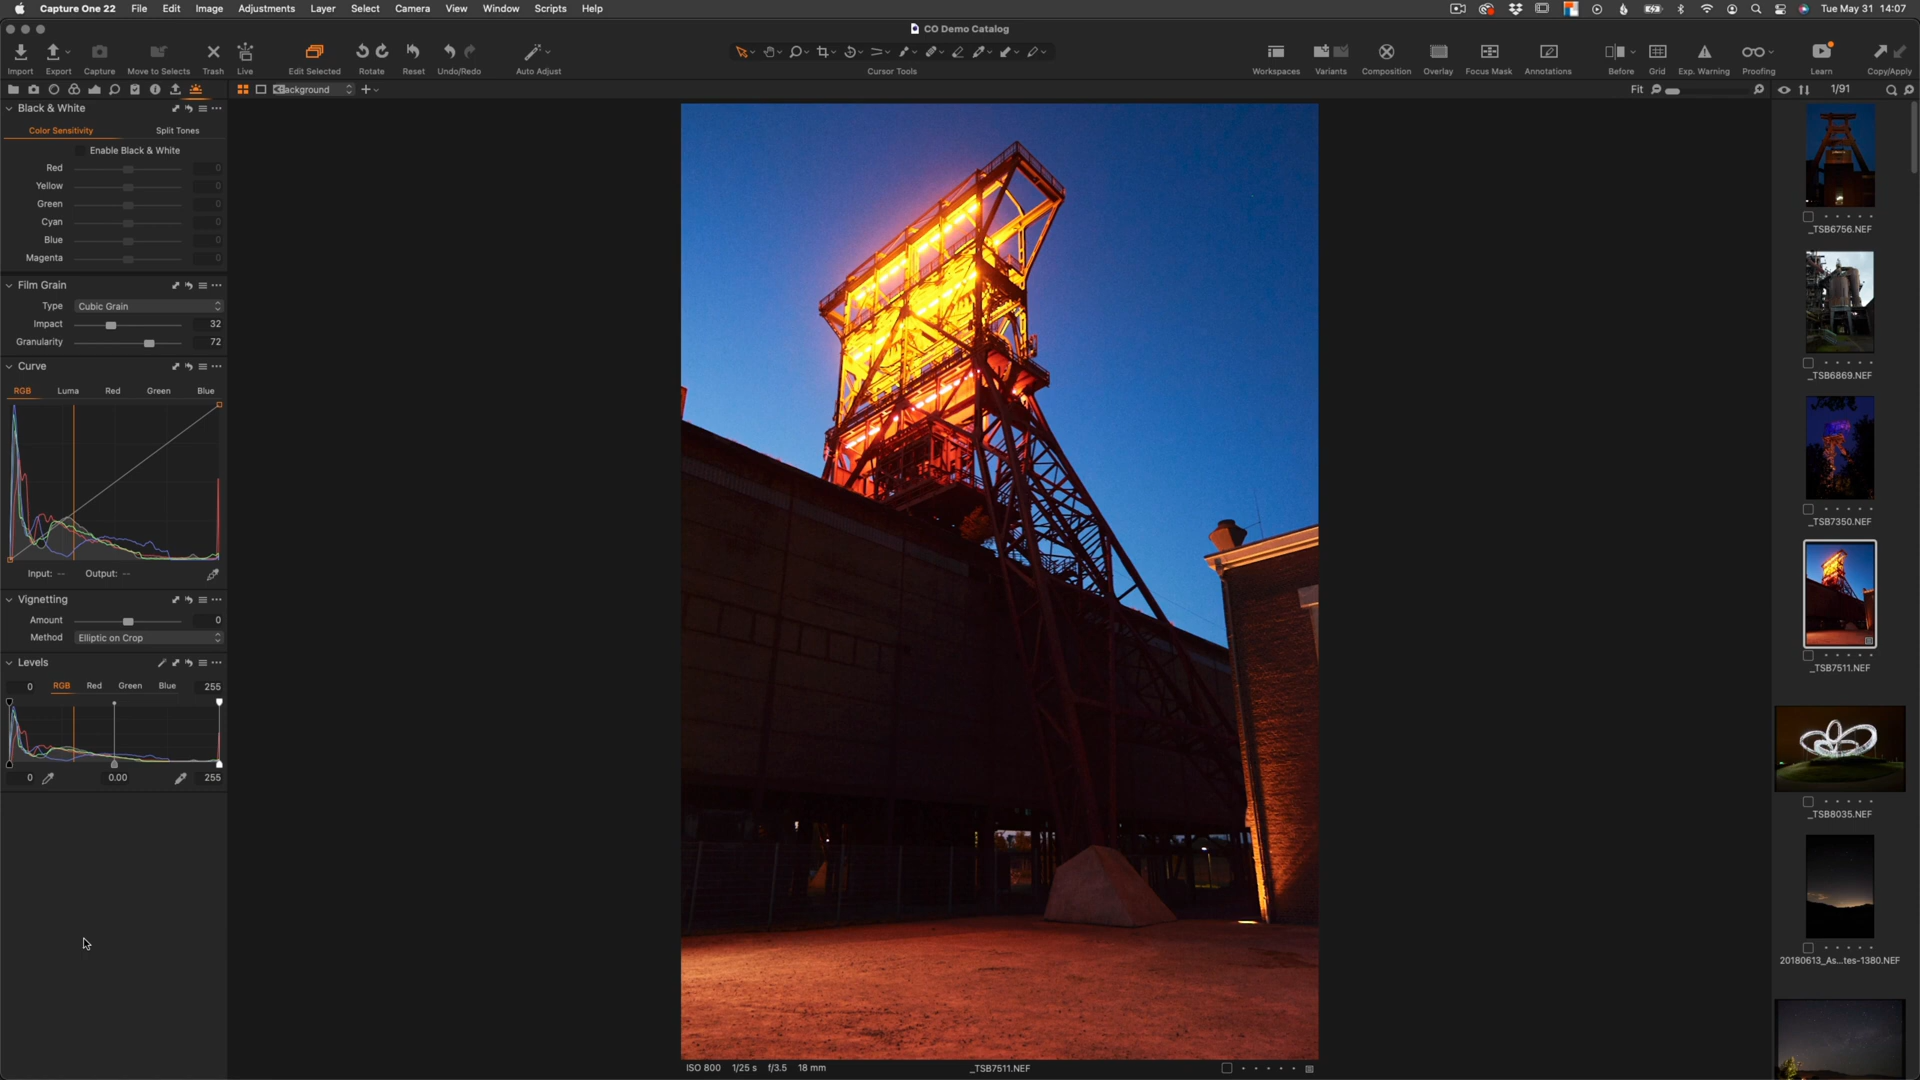 Capture One 22 File Edit Image Adjustments Layer Select Camera View Window Scripts Help Tue May 31 14:07
CO Demo Catalog
Import Export Capture Move to Selects Trash Live Edit Selected Rotate Reset Undo/Redo Auto Adjust Cursor Tools Workspaces Variants Composition Overlay Focus Mask Annotations Before Grid Exp. Warning Proofing Learn Copy/Apply
Background Fit 1/91
Black & White
Color Sensitivity Split Tones
Enable Black & White
Red 0
Yellow 0
Green 0
Cyan 0
Blue 0
Magenta 0
Film Grain
Type Cubic Grain
Impact 32
Granularity 72
Curve
RGB Luma Red Green Blue
Input: -- Output: --
Vignetting
Amount 0
Method Elliptic on Crop
Levels
0 RGB Red Green Blue 255
0 0.00 255
ISO 800 1/25 s f/3.5 18 mm _TSB7511.NEF
_TSB6756.NEF
_TSB6869.NEF
_TSB7350.NEF
_TSB7511.NEF
_TSB8035.NEF
20180613_As...tes-1380.NEF